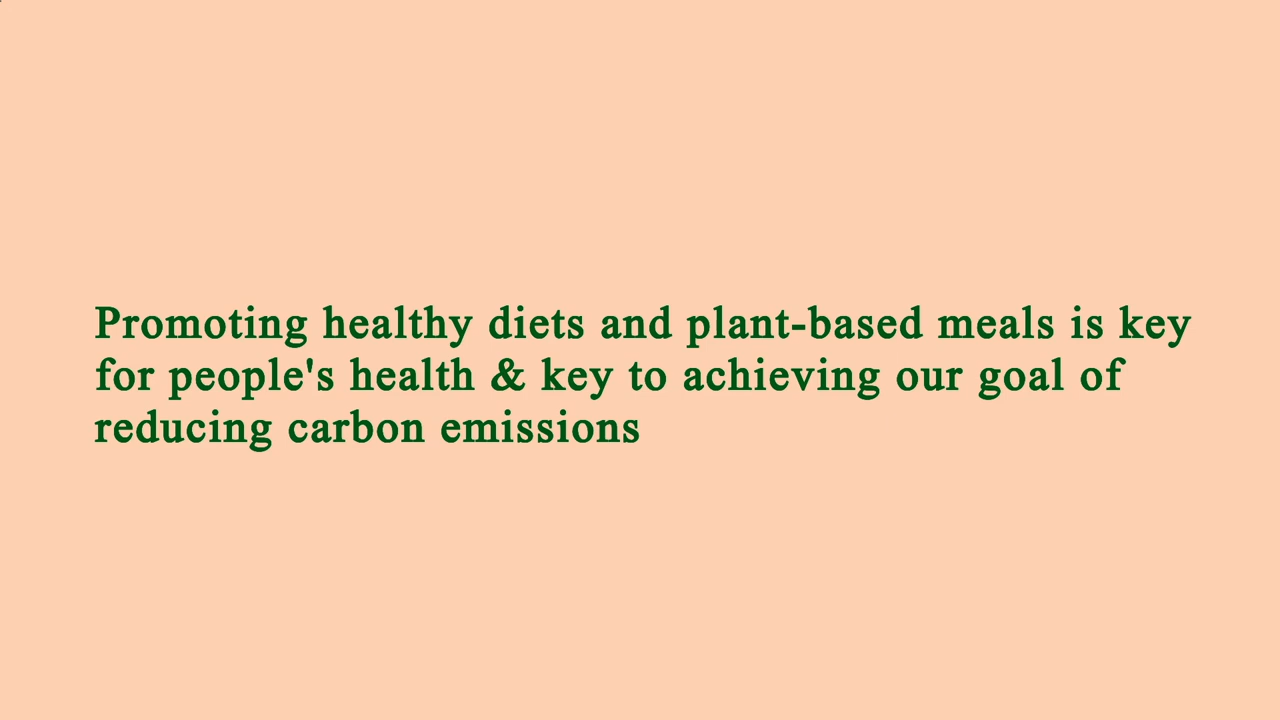 Promoting healthy diets and plant-based meals is key
for people's health & key to achieving our goal of
reducing carbon emissions